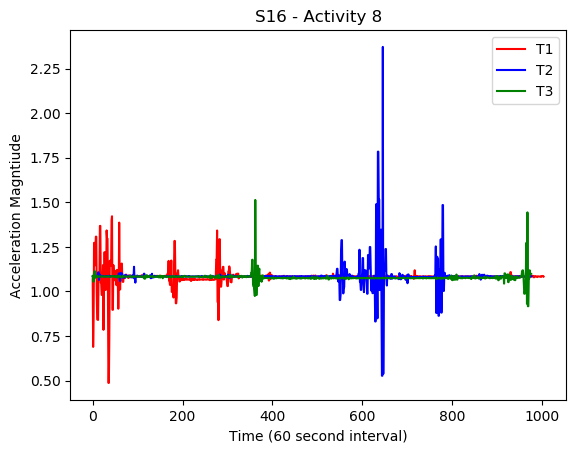 S16 - Activity 8
T1
T2
T3
Acceleration Magntiude
2.25
2.00
1.75
1.50
1.25
1.00
0.75
0.50
0 200 400 600 800 1000
Time (60 second interval)